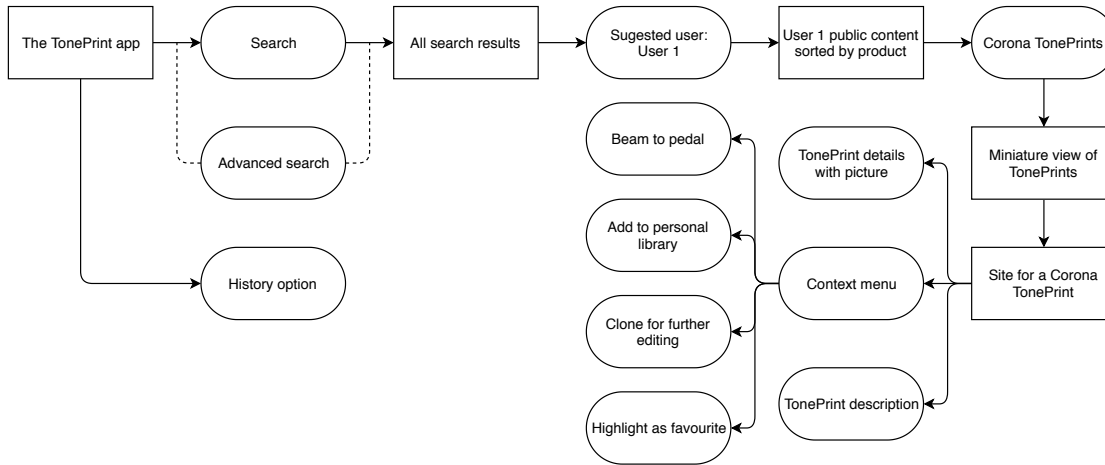 The TonePrint app
Search
All search results
Sugested user:
User 1
User 1 public content
sorted by product
Corona TonePrints
Advanced search
Beam to pedal
TonePrint details
with picture
Miniature view of
TonePrints
Add to personal
library
History option
Context menu
Site for a Corona
TonePrint
Clone for further
editing
TonePrint description
Highlight as favourite